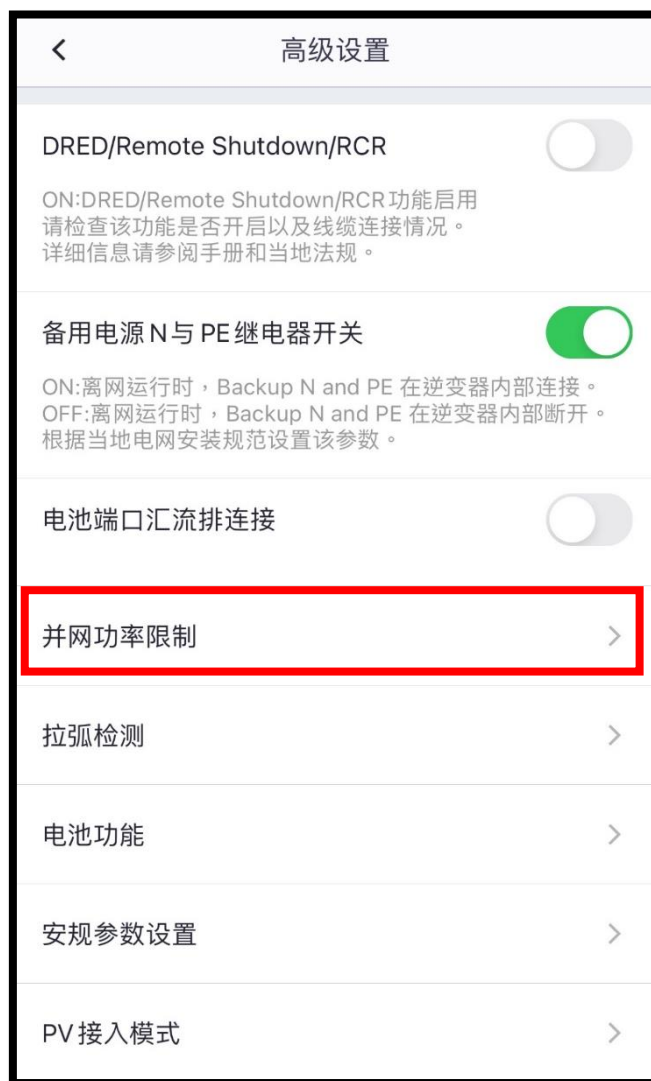 高级设置
DRED/Remote Shutdown/RCR
ON:DRED/Remote Shutdown/RCR功能启用
请检查该功能是否开启以及线缆连接情况。
详细信息请参阅手册和当地法规。
备用电源N与PE继电器开关
ON:离网运行时，Backup N and PE 在逆变器内部连接。
OFF:离网运行时，Backup N and PE 在逆变器内部断开。
根据当地电网安装规范设置该参数。
电池端口汇流排连接
并网功率限制
拉弧检测
电池功能
安规参数设置
PV接入模式